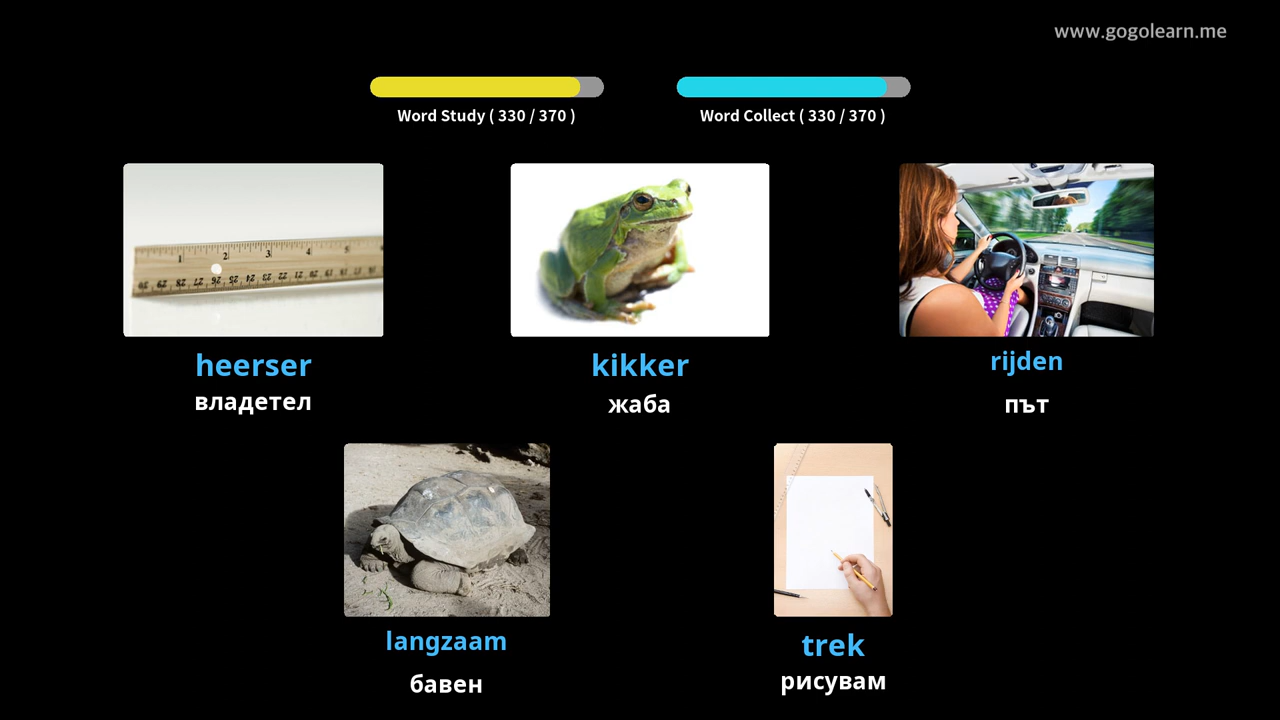 www.gogolearn.me
Word Study ( 330 / 370 )
Word Collect ( 330 / 370 )
heerser
владетел
kikker
жаба
rijden
път
langzaam
бавен
trek
рисувам